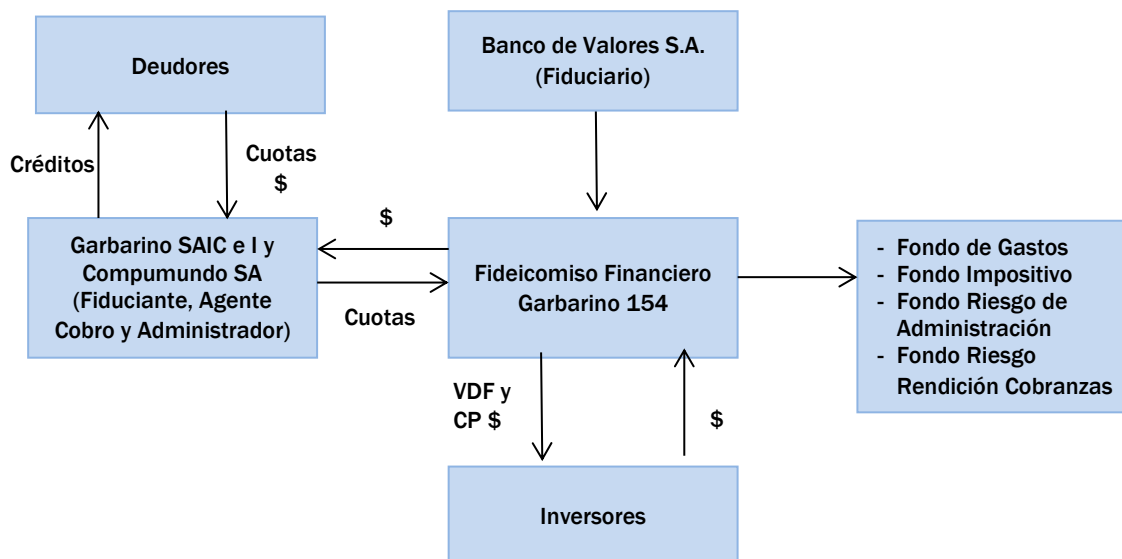 Deudores
Banco de Valores S.A.
(Fiduciario)
Créditos
Cuotas
$
$
Garbarino SAIC e I y
Compumundo SA
(Fiduciante, Agente
Cobro y Administrador)
Cuotas
Fideicomiso Financiero
Garbarino 154
- Fondo de Gastos
- Fondo Impositivo
- Fondo Riesgo de
Administración
- Fondo Riesgo
Rendición Cobranzas
VDF y
CP $
$
Inversores